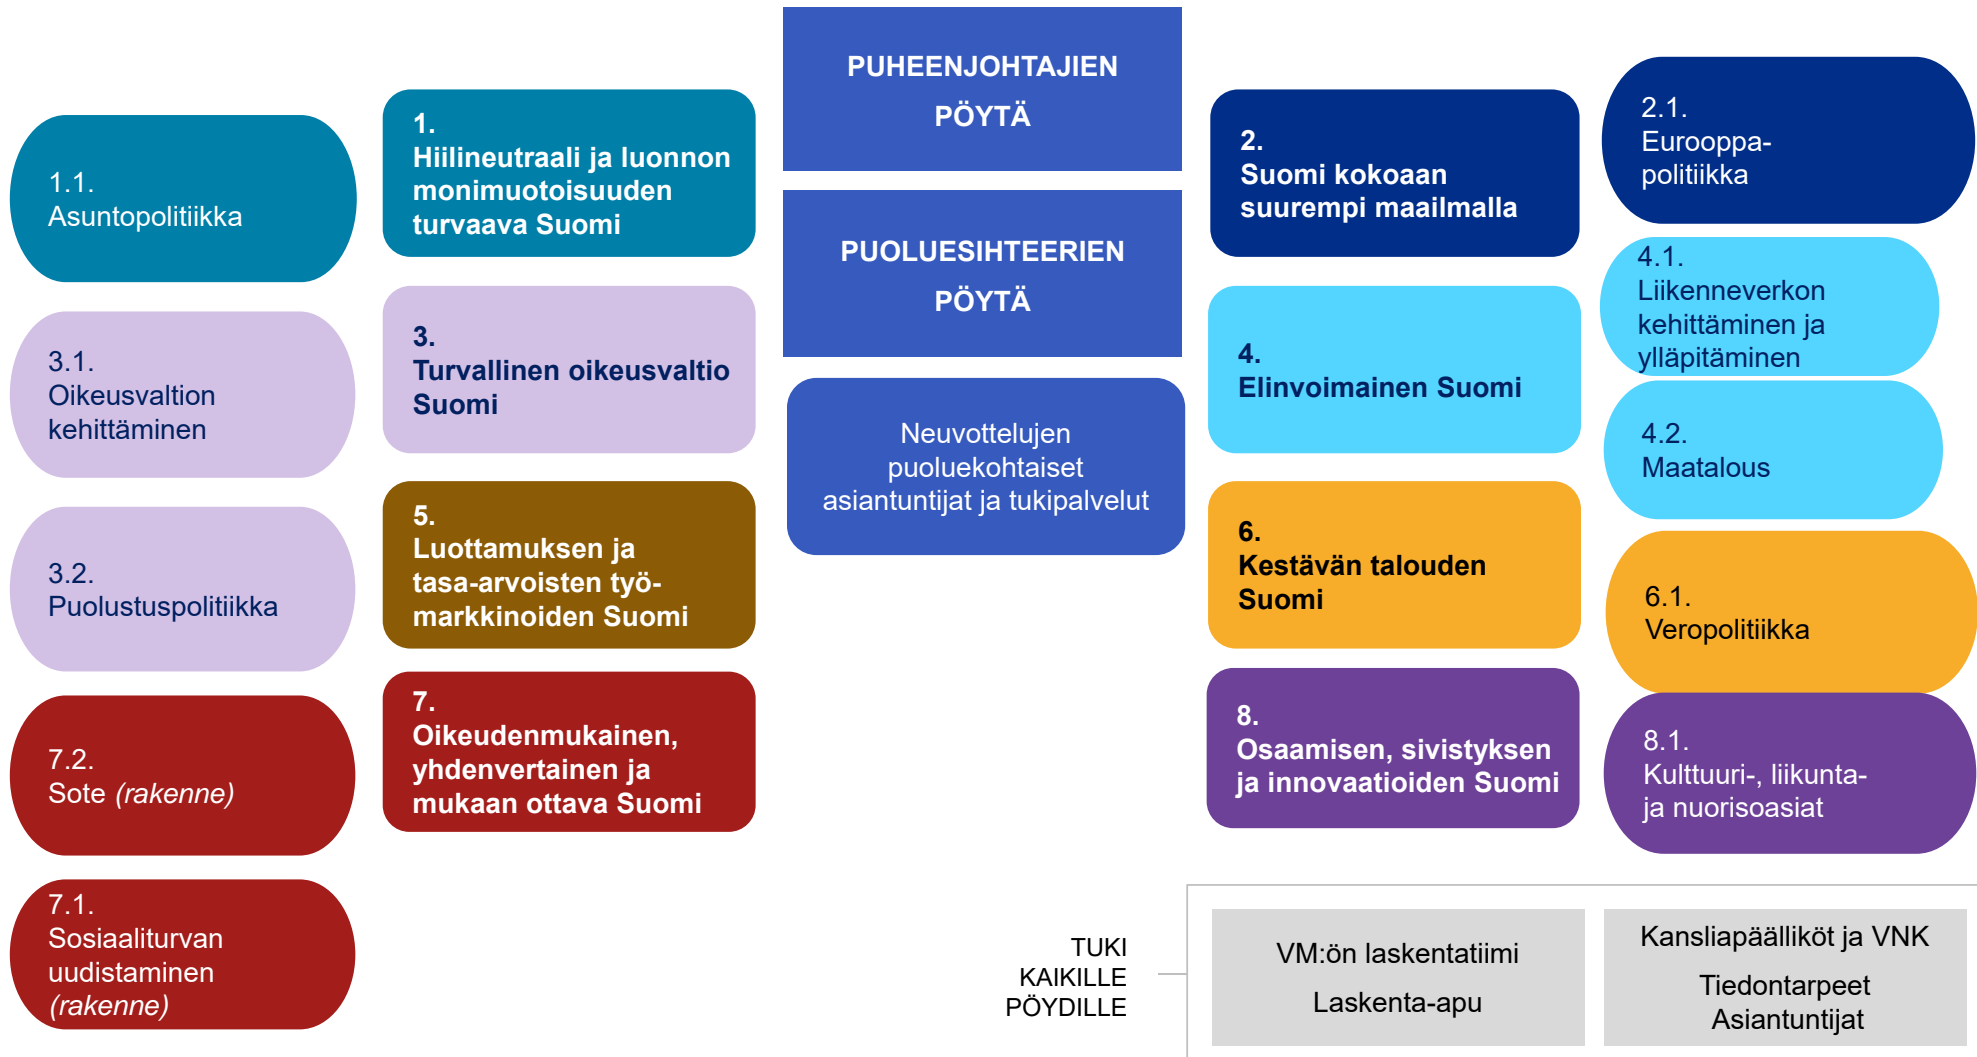 PUHEENJOHTAJIEN
PÖYTÄ
PUOLUESIHTEERIEN
PÖYTÄ
Neuvottelujen
puoluekohtaiset
asiantuntijat ja tukipalvelut
1.1.
Asuntopolitiikka
1.
Hiilineutraali ja luonnon
monimuotoisuuden
turvaava Suomi
2.
Suomi kokoaan
suurempi maailmalla
2.1.
Eurooppa-
politiikka
3.1.
Oikeusvaltion
kehittäminen
3.
Turvallinen oikeusvaltio
Suomi
4.
Elinvoimainen Suomi
4.1.
Liikenneverkon
kehittäminen ja
ylläpitäminen
4.2.
Maatalous
3.2.
Puolustuspolitiikka
5.
Luottamuksen ja
tasa-arvoisten työ-
markkinoiden Suomi
6.
Kestävän talouden
Suomi
6.1.
Veropolitiikka
7.2.
Sote (rakenne)
7.
Oikeudenmukainen,
yhdenvertainen ja
mukaan ottava Suomi
8.
Osaamisen, sivistyksen
ja innovaatioiden Suomi
8.1.
Kulttuuri-, liikunta-
ja nuorisoasiat
7.1.
Sosiaaliturvan
uudistaminen
(rakenne)
TUKI
KAIKILLE
PÖYDILLE
VM:ön laskentatiimi
Laskenta-apu
Kansliapäälliköt ja VNK
Tiedontarpeet
Asiantuntijat